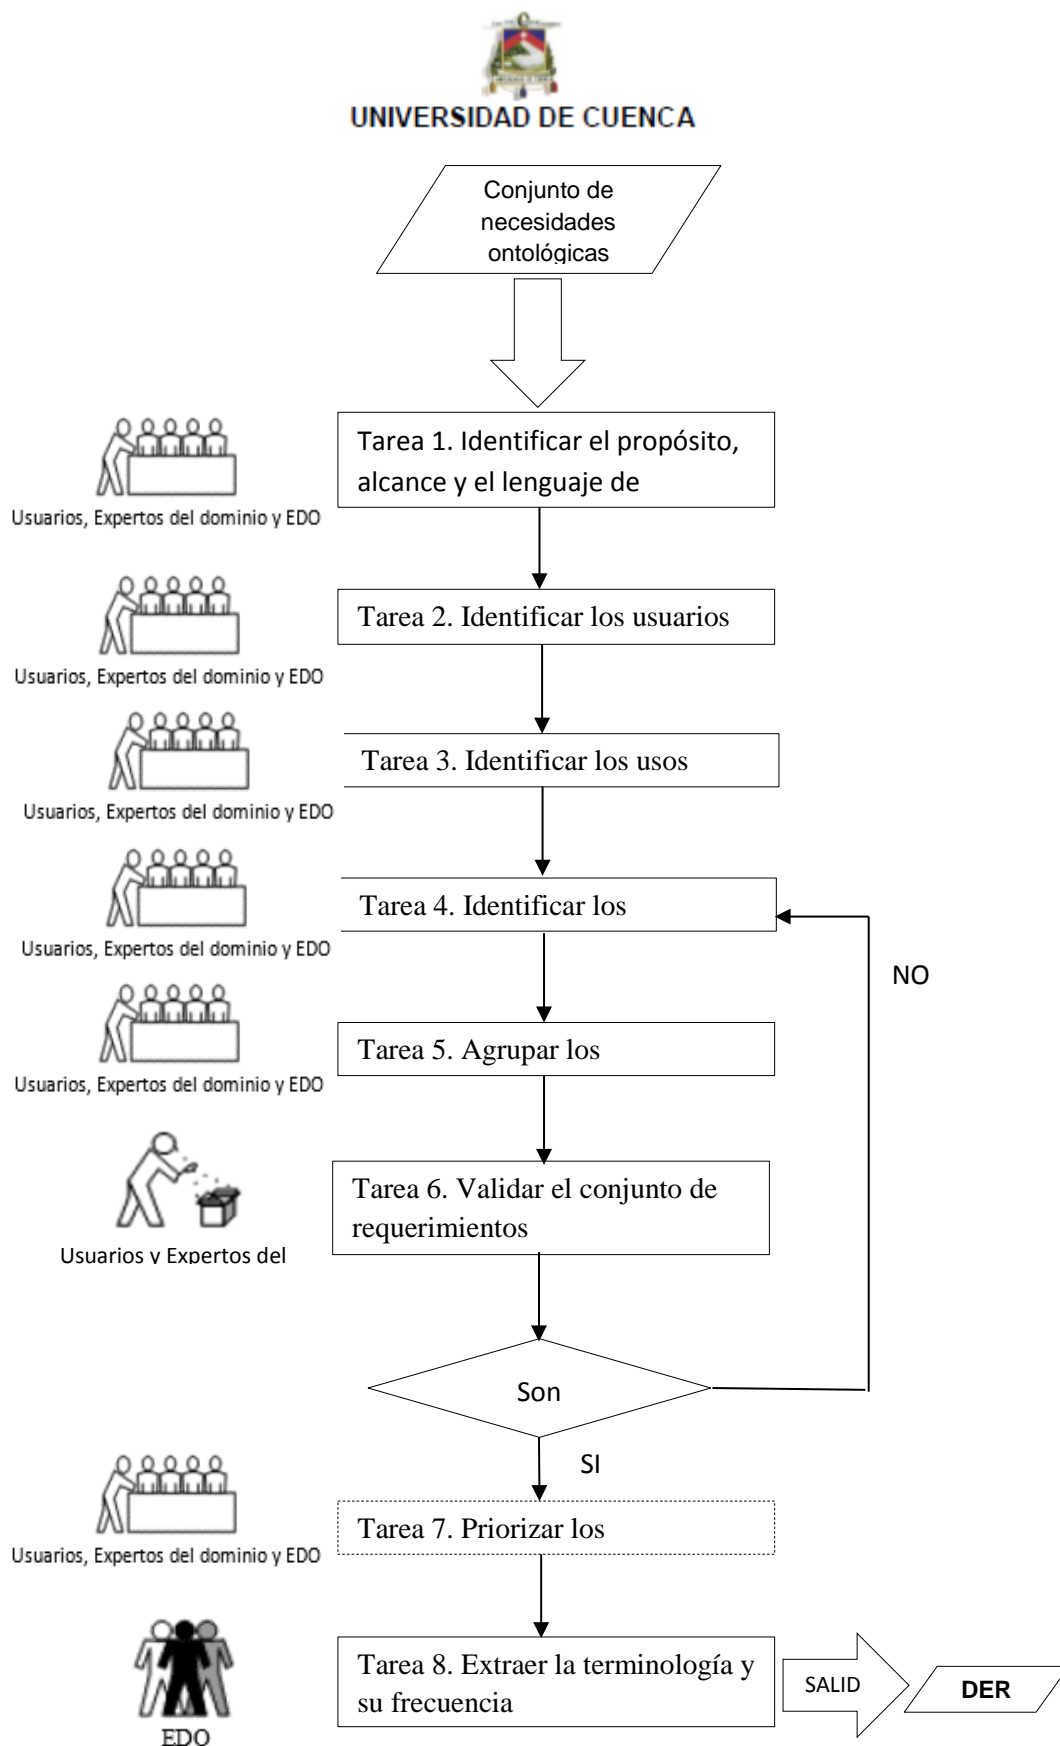 UNIVERSIDAD DE CUENCA
Conjunto de
necesidades
ontológicas
Tarea 1. Identificar el propósito,
alcance y el lenguaje de
Usuarios, Expertos del dominio y EDO
Tarea 2. Identificar los usuarios
Usuarios, Expertos del dominio y EDO
Tarea 3. Identificar los usos
Usuarios, Expertos del dominio y EDO
Tarea 4. Identificar los
Usuarios, Expertos del dominio y EDO
NO
Tarea 5. Agrupar los
Usuarios, Expertos del dominio y EDO
Tarea 6. Validar el conjunto de
requerimientos
Usuarios y Expertos del
Son
SI
Tarea 7. Priorizar los
Usuarios, Expertos del dominio y EDO
Tarea 8. Extraer la terminología y
su frecuencia
SALID
DER
EDO